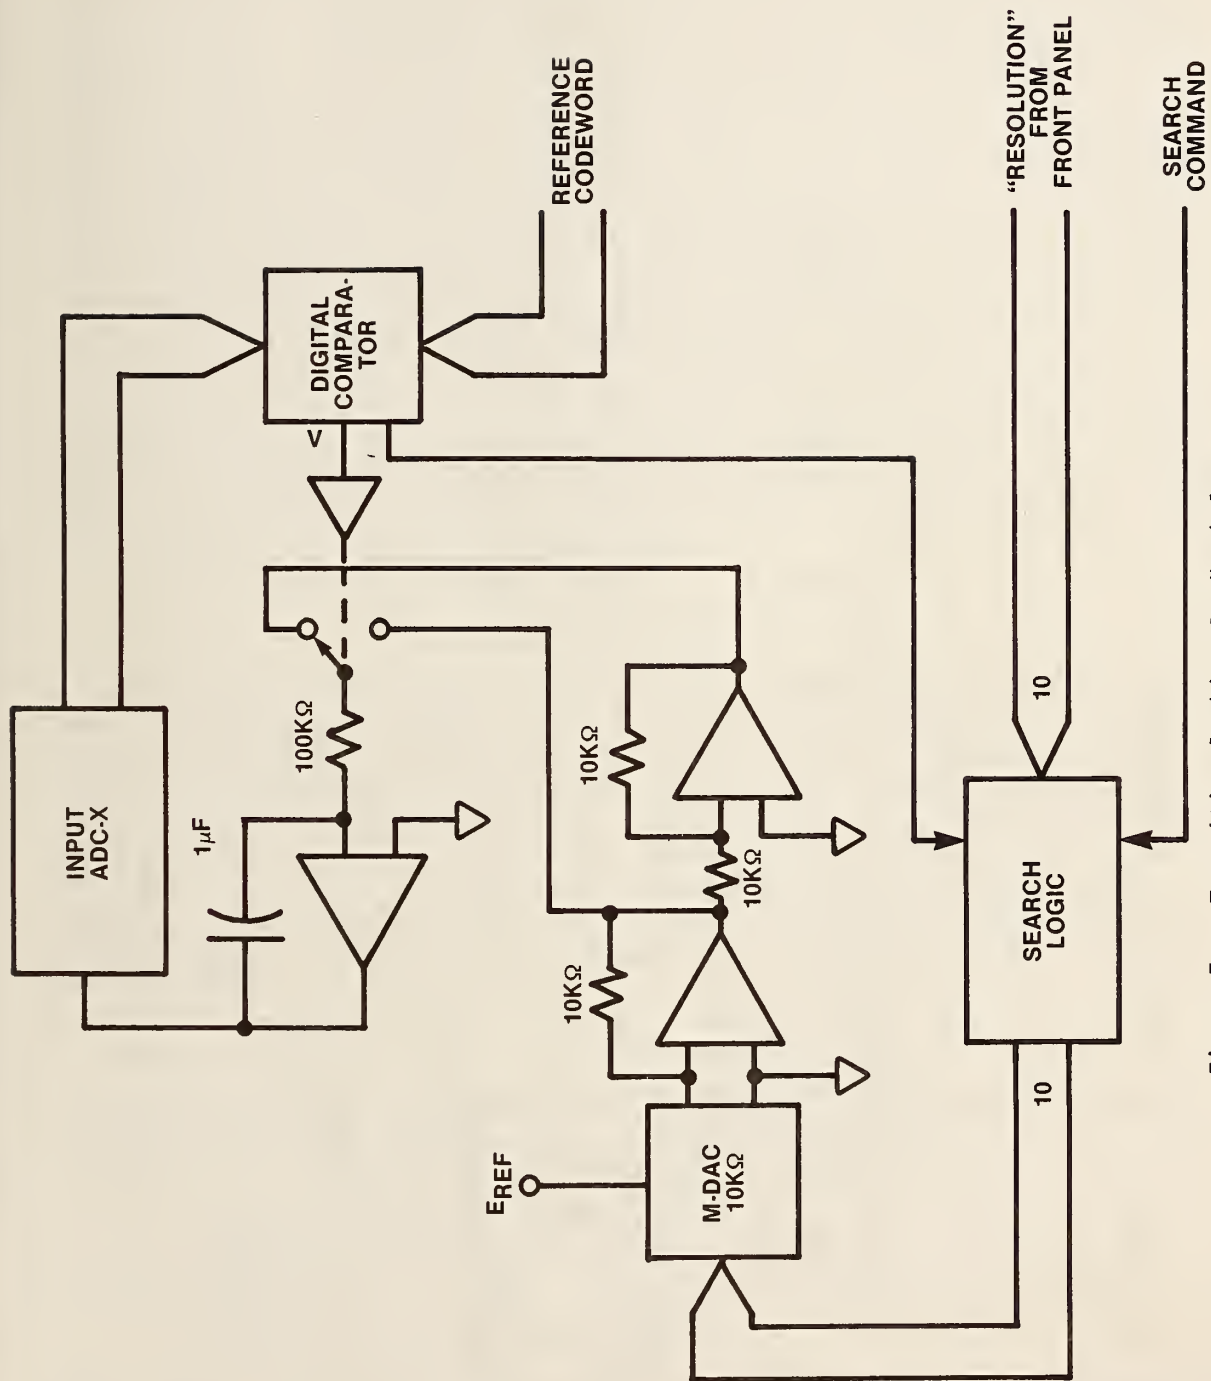 INPUT
ADC-X
1μF
100KΩ
<
DIGITAL
COMPARA-
TOR
EREF
REFERENCE
CODEWORD
10KΩ
10KΩ
M-DAC
10KΩ
10KΩ
10
SEARCH
LOGIC
10
"RESOLUTION"
FROM
FRONT PANEL
SEARCH
COMMAND